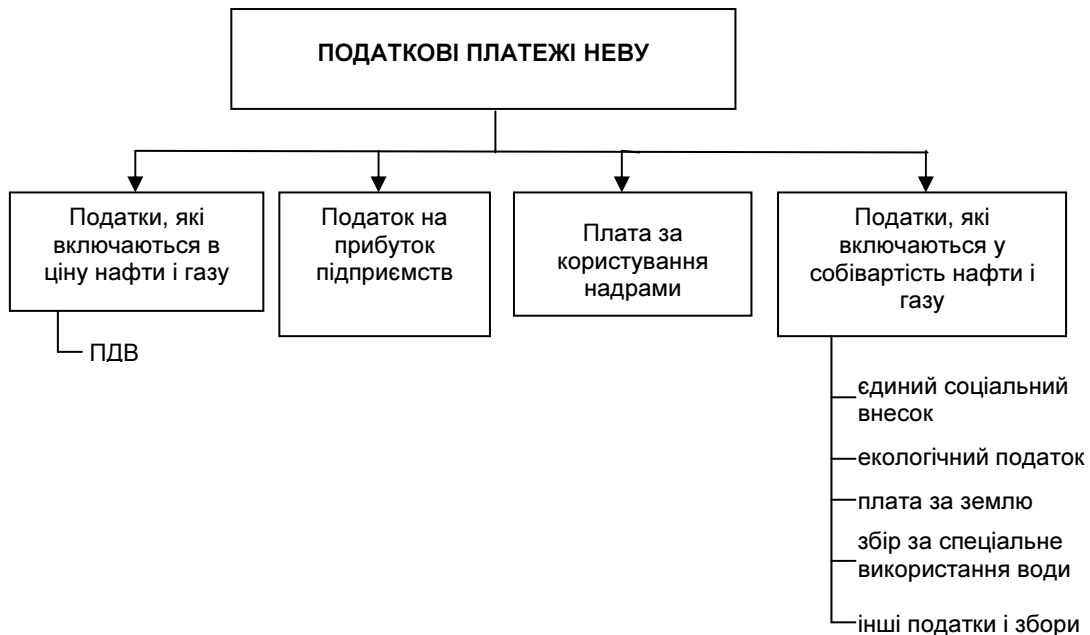 ПОДАТКОВІ ПЛАТЕЖІ НЕВУ
Податки, які
включаються в
ціну нафти і газу
ПДВ
Податок на
прибуток
підприємств
Плата за
користування
надрами
Податки, які
включаються у
собівартість нафти і
газу
єдиний соціальний
внесок
екологічний податок
плата за землю
збір за спеціальне
використання води
інші податки і збори